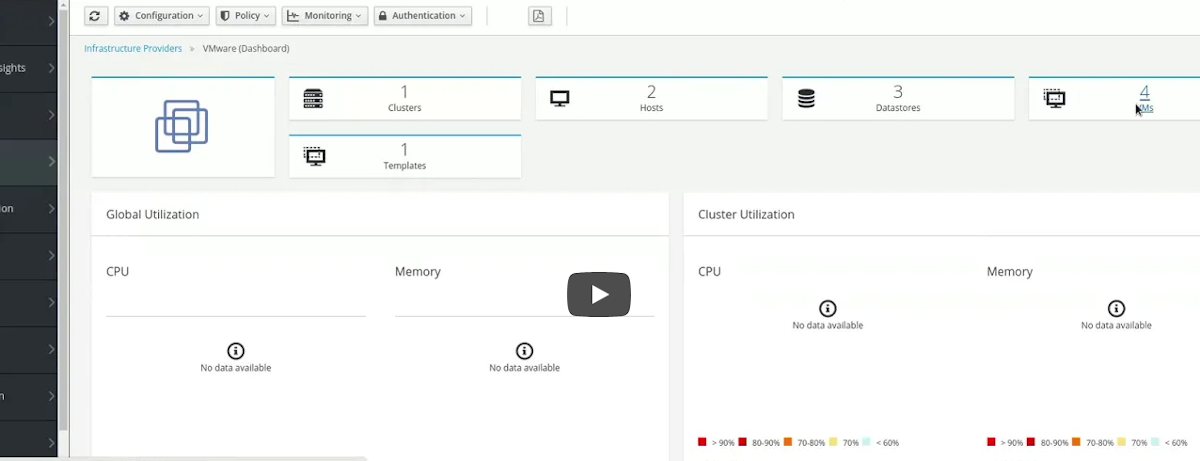 Configuration Policy Monitoring Authentication
Infrastructure Providers » VMware (Dashboard)
sights
1
Clusters
2
Hosts
3
Datastores
4
VMs
1
Templates
on
Global Utilization
CPU
Memory
No data available
No data available
Cluster Utilization
CPU
Memory
No data available
No data available
> 90% 80-90% 70-80% 70% < 60%
> 90% 80-90% 70-80% 70% < 60%